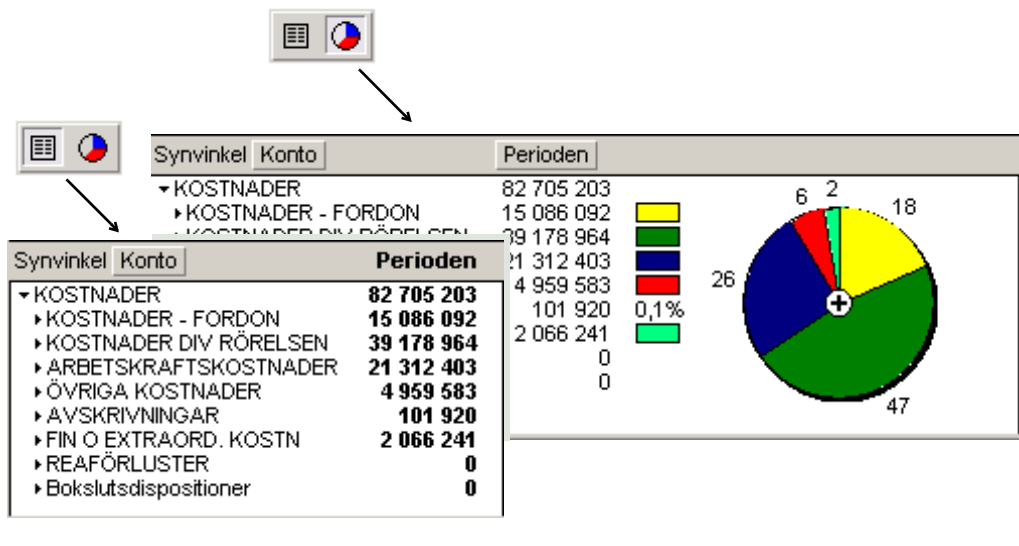 Synvinkel Konto Perioden
KOSTNADER 82 705 203
KOSTNADER - FORDON 15 086 092
KOSTNADER DIV RÖRELSEN 39 178 964
21 312 403
4 959 583
101 920 0,1%
2 066 241
0
0
6 2 18
26
47
Synvinkel Konto Perioden
KOSTNADER 82 705 203
KOSTNADER - FORDON 15 086 092
KOSTNADER DIV RÖRELSEN 39 178 964
ARBETSKRAFTSKOSTNADER 21 312 403
ÖVRIGA KOSTNADER 4 959 583
AVSKRIVNINGAR 101 920
FIN O EXTRAORD. KOSTN 2 066 241
REAFÖRLUSTER 0
Bokslutsdispositioner 0